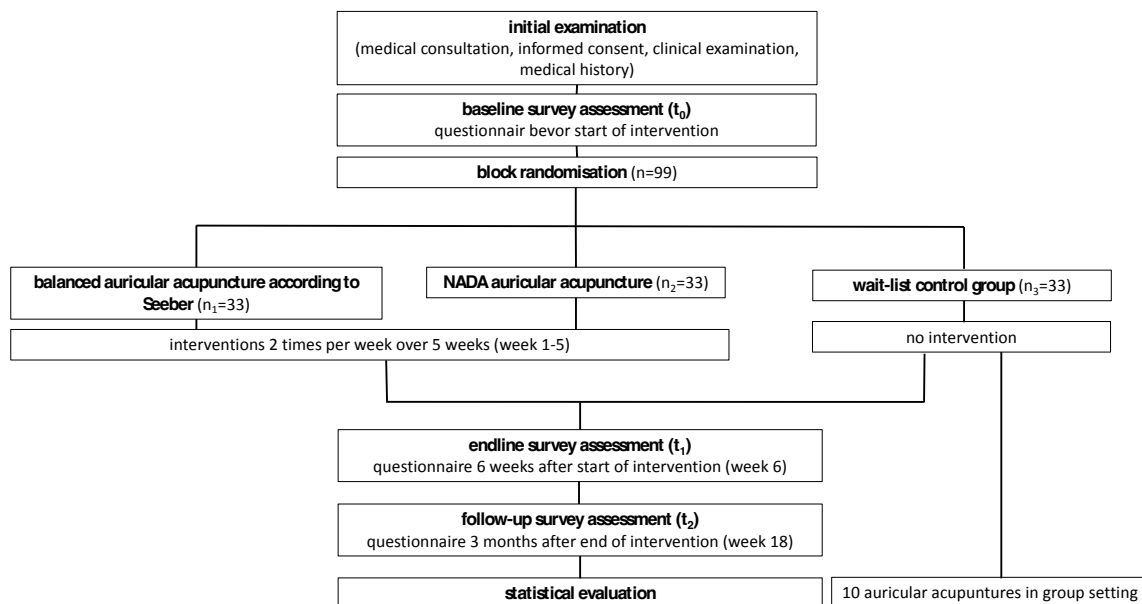 initial examination
(medical consultation, informed consent, clinical examination,
medical history)
baseline survey assessment (t₀)
questionnair bevor start of intervention
block randomisation (n=99)
balanced auricular acupuncture according to
Seeber (n₁=33)
NADA auricular acupuncture (n₂=33)
wait-list control group (n₃=33)
interventions 2 times per week over 5 weeks (week 1-5)
no intervention
endline survey assessment (t₁)
questionnaire 6 weeks after start of intervention (week 6)
follow-up survey assessment (t₂)
questionnaire 3 months after end of intervention (week 18)
statistical evaluation
10 auricular acupuntures in group setting